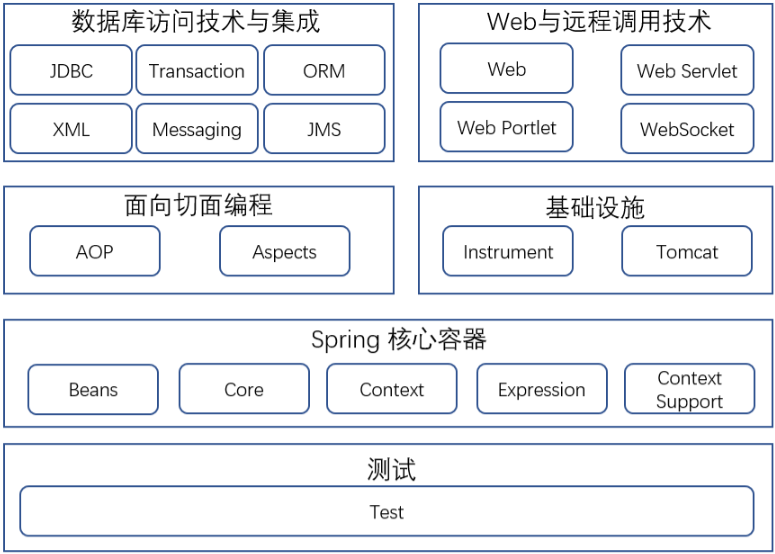 数据库访问技术与集成
JDBC
Transaction
ORM
XML
Messaging
JMS
Web与远程调用技术
Web
Web Servlet
Web Portlet
WebSocket
面向切面编程
AOP
Aspects
基础设施
Instrument
Tomcat
Spring 核心容器
Beans
Core
Context
Expression
Context
Support
测试
Test